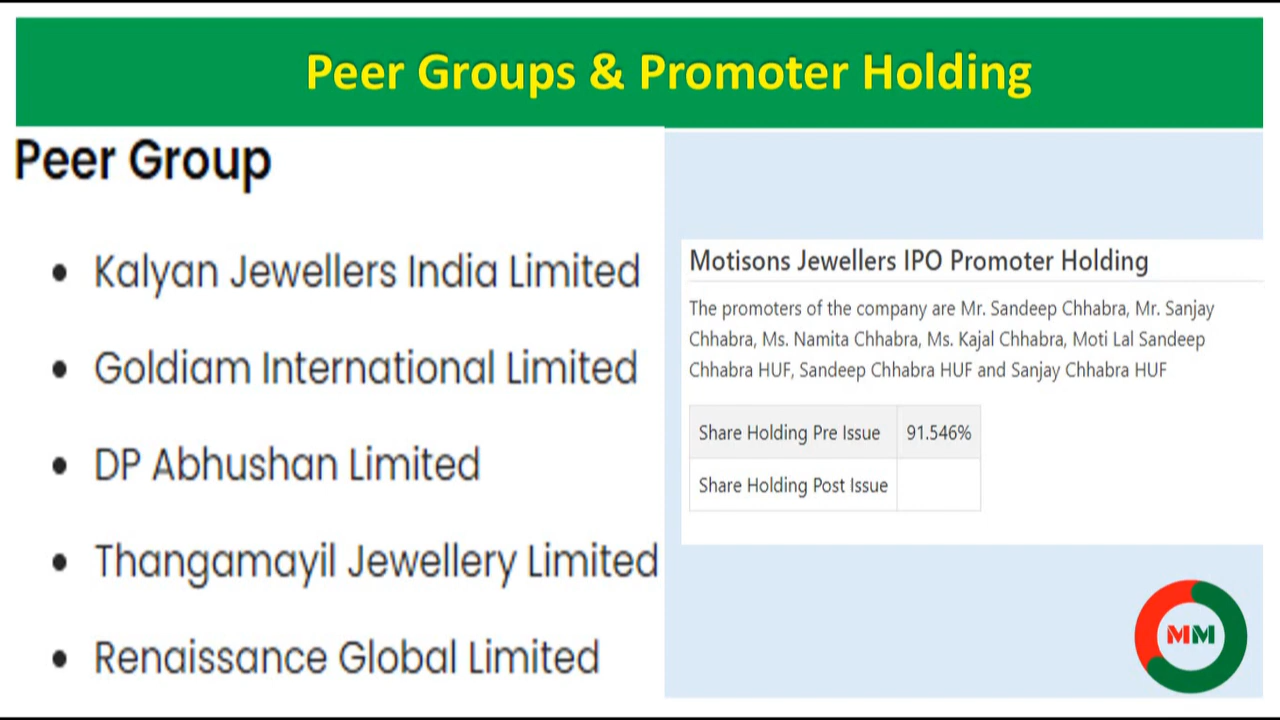 Peer Groups & Promoter Holding
Peer Group
• Kalyan Jewellers India Limited
• Goldiam International Limited
• DP Abhushan Limited
• Thangamayil Jewellery Limited
• Renaissance Global Limited
Motisons Jewellers IPO Promoter Holding
The promoters of the company are Mr. Sandeep Chhabra, Mr. Sanjay
Chhabra, Ms. Namita Chhabra, Ms. Kajal Chhabra, Moti Lal Sandeep
Chhabra HUF, Sandeep Chhabra HUF and Sanjay Chhabra HUF
Share Holding Pre Issue 91.546%
Share Holding Post Issue
MM